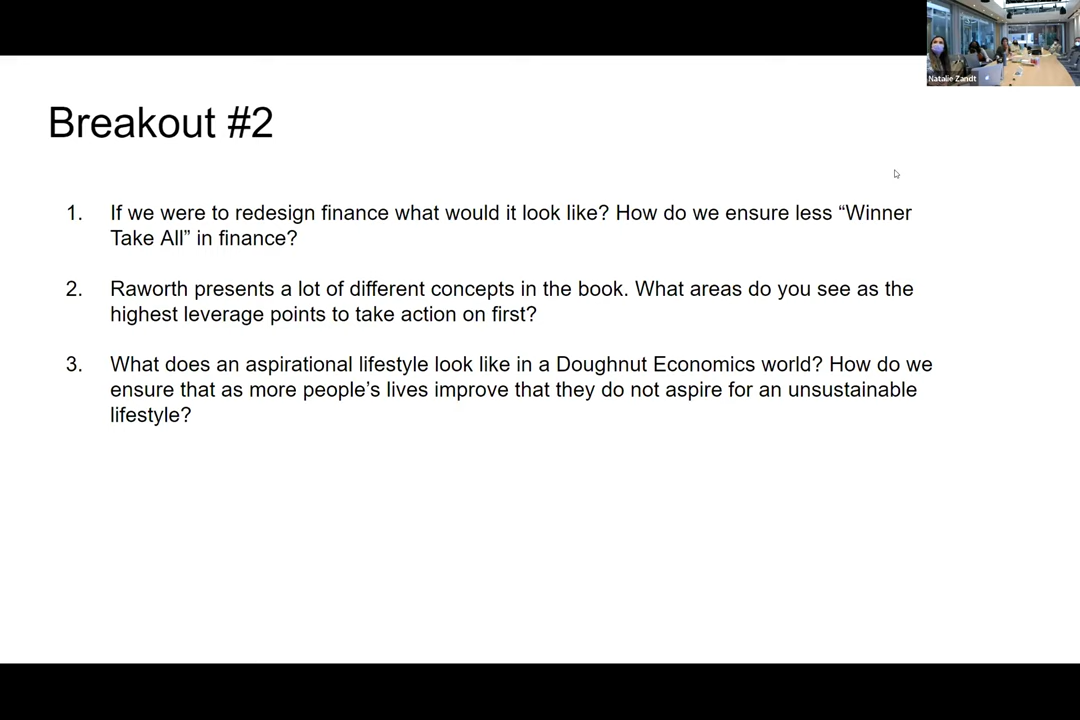 Natalie Zandt
Breakout #2
1. If we were to redesign finance what would it look like? How do we ensure less “Winner
Take All” in finance?
2. Raworth presents a lot of different concepts in the book. What areas do you see as the
highest leverage points to take action on first?
3. What does an aspirational lifestyle look like in a Doughnut Economics world? How do we
ensure that as more people’s lives improve that they do not aspire for an unsustainable
lifestyle?